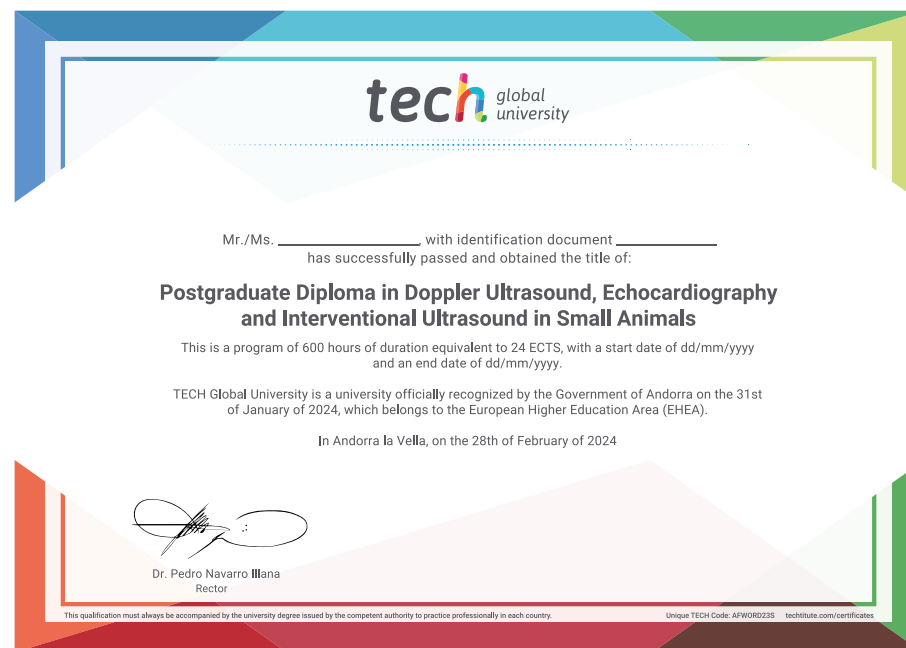 tech global
university
Mr./Ms. ____________________, with identification document ______________
has successfully passed and obtained the title of:
Postgraduate Diploma in Doppler Ultrasound, Echocardiography
and Interventional Ultrasound in Small Animals
This is a program of 600 hours of duration equivalent to 24 ECTS, with a start date of dd/mm/yyyy
and an end date of dd/mm/yyyy.
TECH Global University is a university officially recognized by the Government of Andorra on the 31st
of January of 2024, which belongs to the European Higher Education Area (EHEA).
In Andorra la Vella, on the 28th of February of 2024
Dr. Pedro Navarro Illana
Rector
This qualification must always be accompanied by the university degree issued by the competent authority to practice professionally in each country. Unique TECH Code: AFWORD23S techtitute.com/certificates